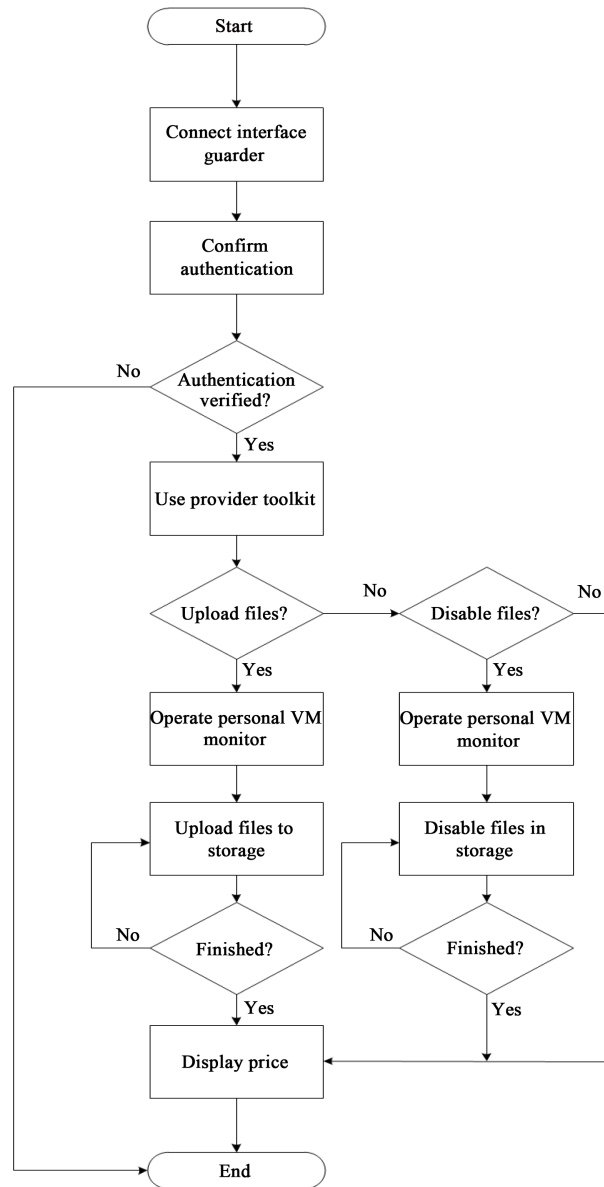 Start
Connect interface
guarder
Confirm
authentication
No
Authentication
verified?
Yes
Use provider toolkit
Upload files?
No
Disable files?
No
Yes
Yes
Operate personal VM
monitor
Operate personal VM
monitor
Upload files to
storage
Disable files in
storage
No
Finished?
No
Finished?
Yes
Yes
Display price
End